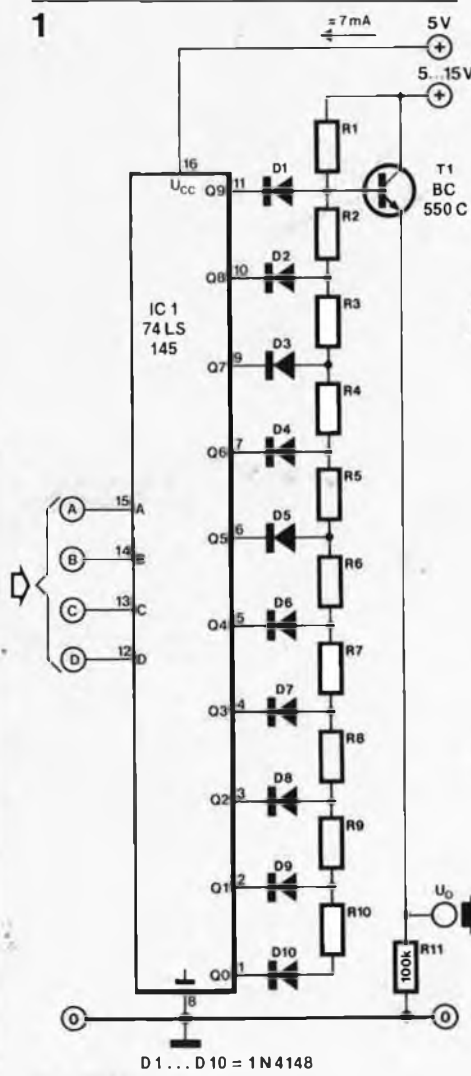 1
= 7 mA
5V
5...15V
R1
16
UCC
Q9
11
D1
T1
BC
550 C
R2
Q8
10
D2
IC 1
74 LS
145
R3
Q7
9
D3
R4
Q6
7
D4
R5
Q5
6
D5
A
15
A
R6
B
14
B
Q4
5
D6
C
13
C
R7
D
12
D
Q3
4
D7
R8
Q2
3
D8
R9
Q1
2
D9
R10
UO
Q0
1
D10
100k
R11
8
0
0
D1...D10 = 1N4148